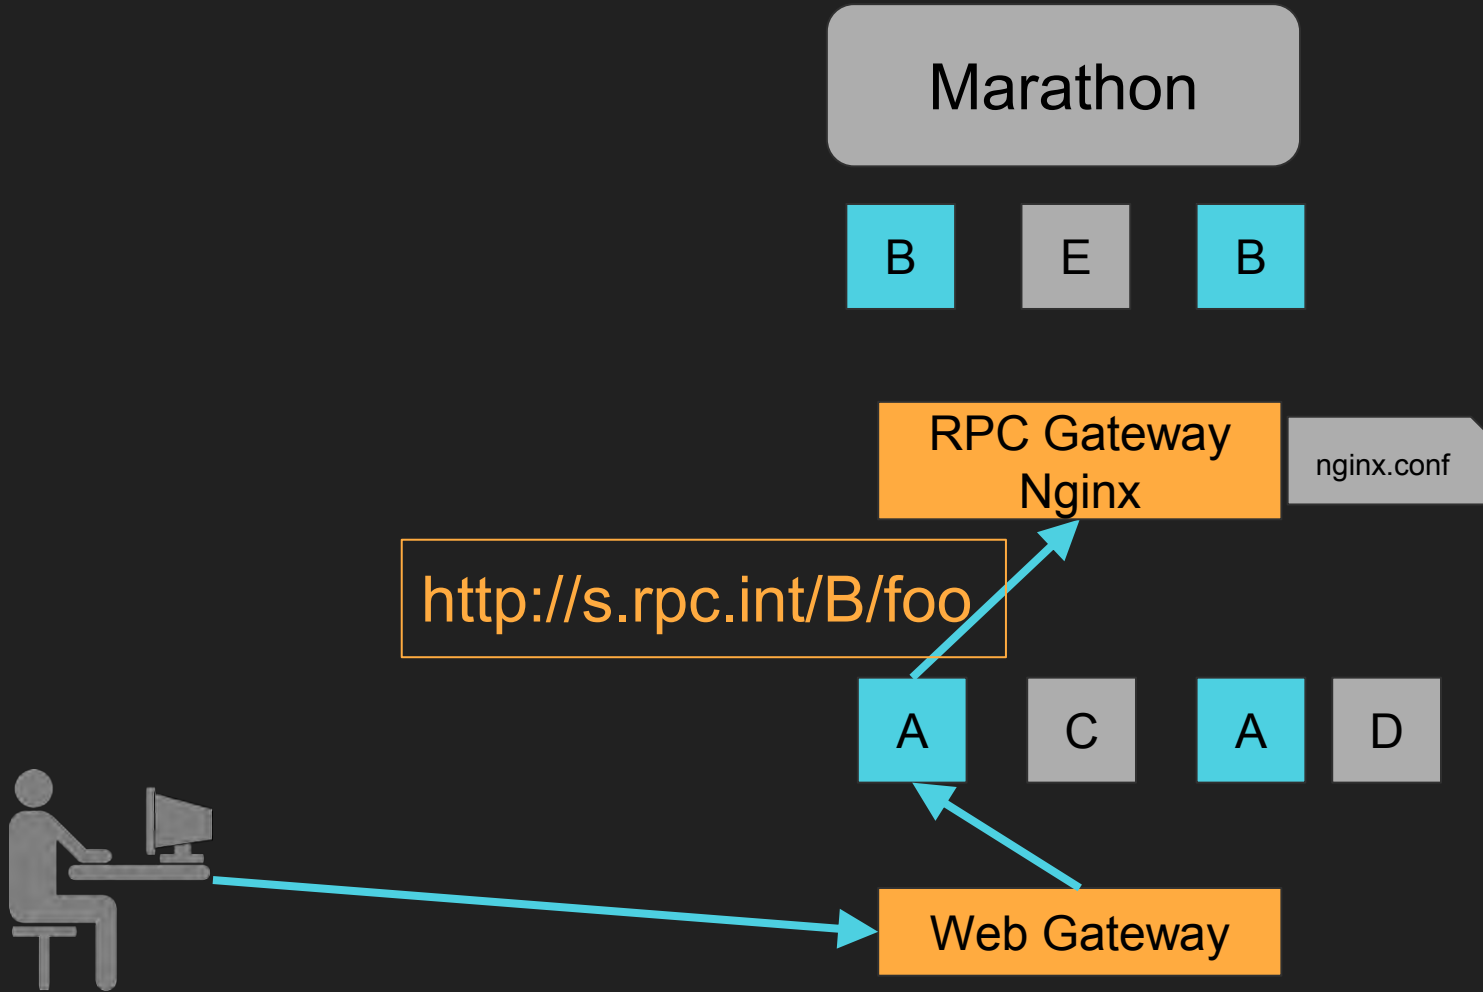 Marathon
B
E
B
RPC Gateway
Nginx
nginx.conf
http://s.rpc.int/B/foo
A
C
A
D
Web Gateway